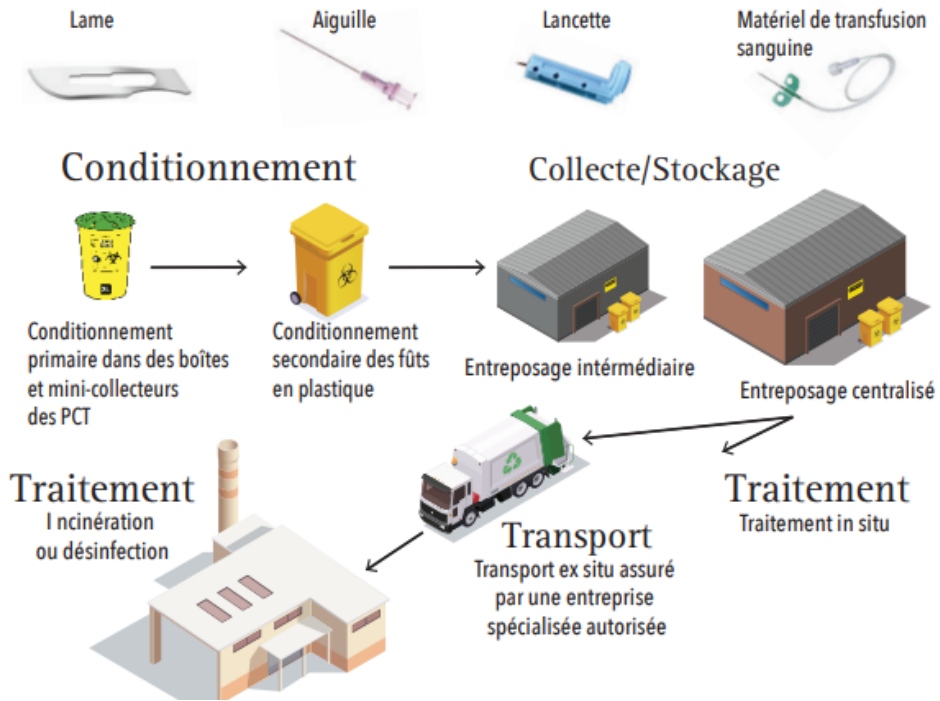 Lame
Aiguille
Lancette
Matériel de transfusion
sanguine
Conditionnement
Collecte/Stockage
Conditionnement
primaire dans des boîtes
et mini-collecteurs
des PCT
Conditionnement
secondaire des fûts
en plastique
Entreposage intérmédiaire
Entreposage centralisé
Traitement
I ncinération
ou désinfection
Transport
Transport ex situ assuré
par une entreprise
spécialisée autorisée
Traitement
Traitement in situ